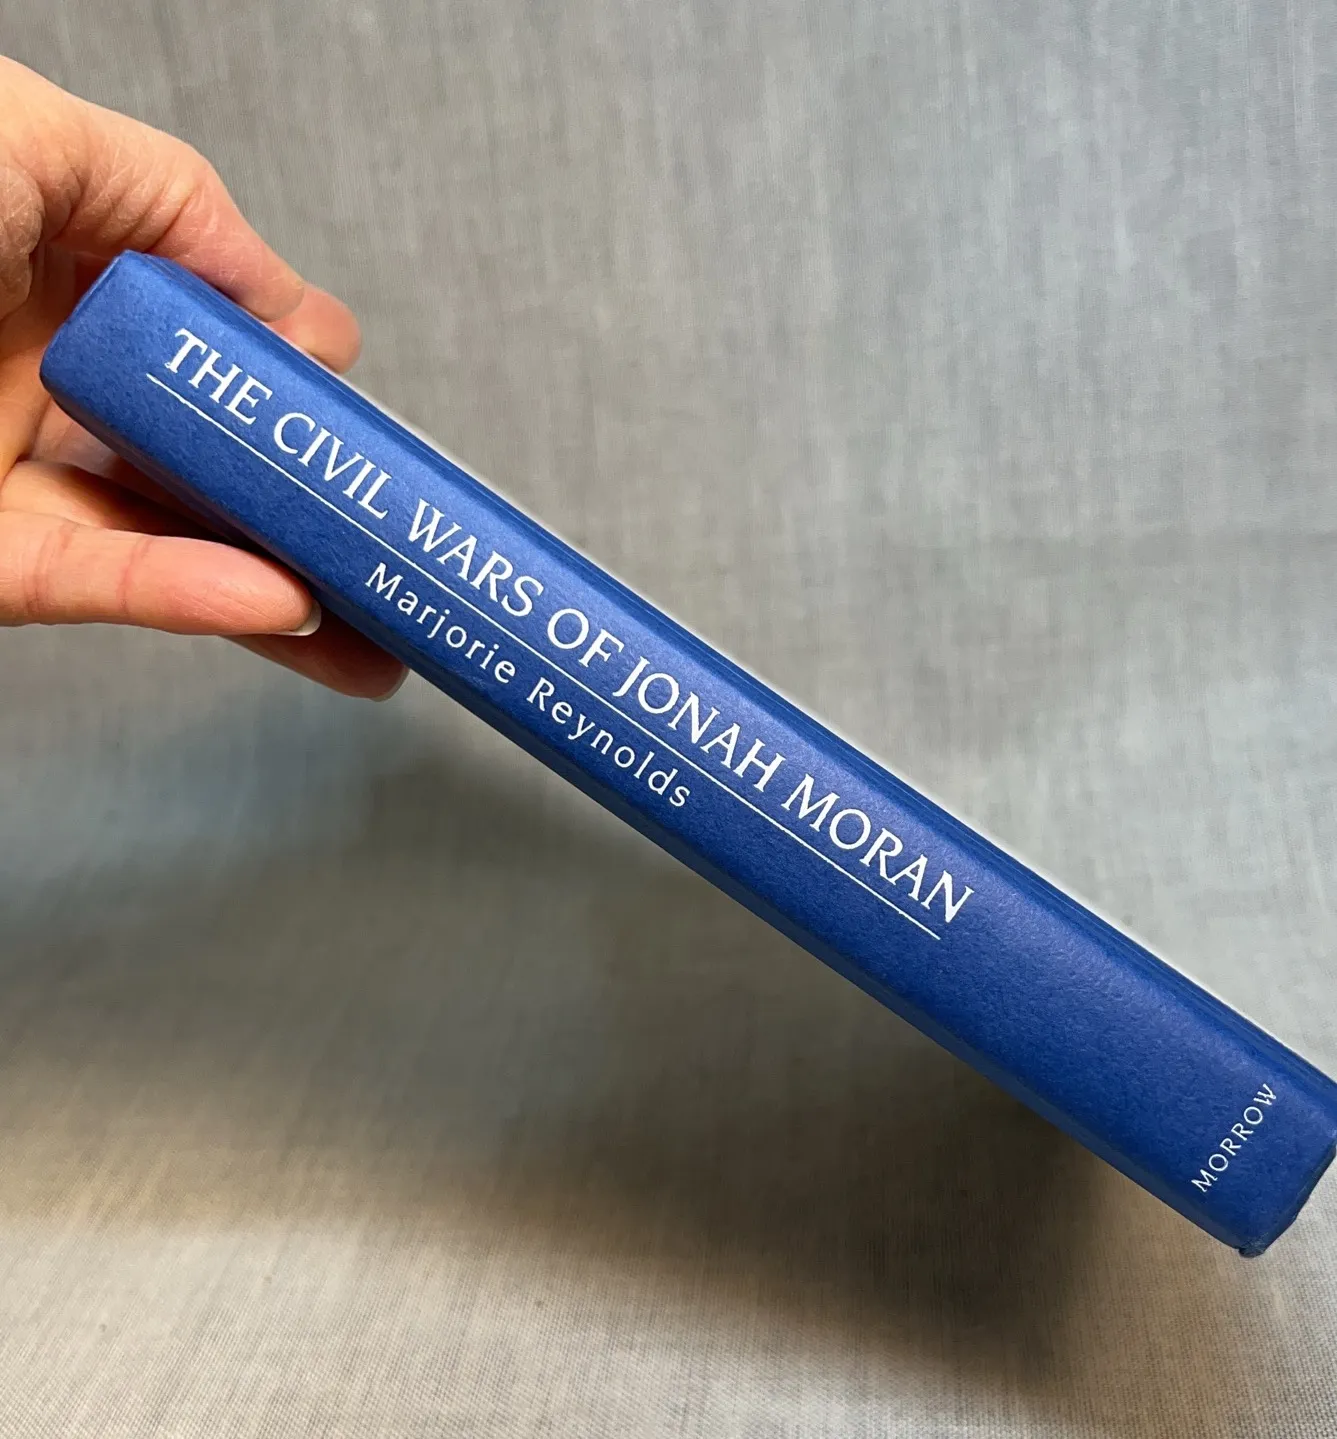 THE CIVIL WARS OF JONAH MORAN
Marjorie Reynolds
MORROW